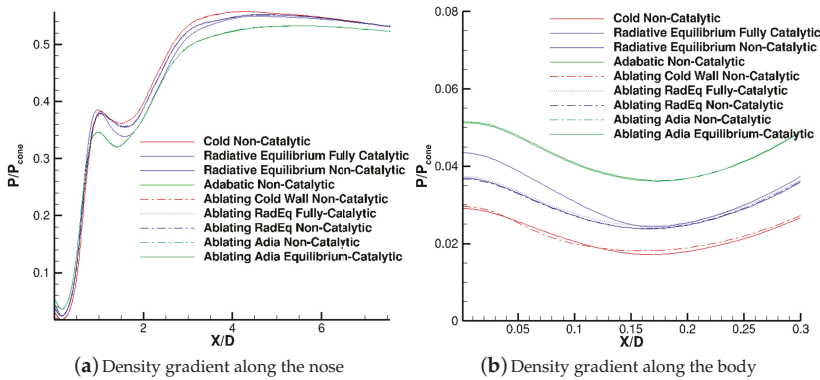 P/P_cone
0.5
0.4
0.3
0.2
0.1
2
4
6
X/D
Cold Non-Catalytic
Radiative Equilibrium Fully Catalytic
Radiative Equilibrium Non-Catalytic
Adabatic Non-Catalytic
Ablating Cold Wall Non-Catalytic
Ablating RadEq Fully-Catalytic
Ablating RadEq Non-Catalytic
Ablating Adia Non-Catalytic
Ablating Adia Equilibrium-Catalytic
(a) Density gradient along the nose
P/P_cone
0.08
0.06
0.04
0.02
0
0.05
0.1
0.15
0.2
0.25
0.3
X/D
Cold Non-Catalytic
Radiative Equilibrium Fully Catalytic
Radiative Equilibrium Non-Catalytic
Adabatic Non-Catalytic
Ablating Cold Wall Non-Catalytic
Ablating RadEq Fully-Catalytic
Ablating RadEq Non-Catalytic
Ablating Adia Non-Catalytic
Ablating Adia Equilibrium-Catalytic
(b) Density gradient along the body